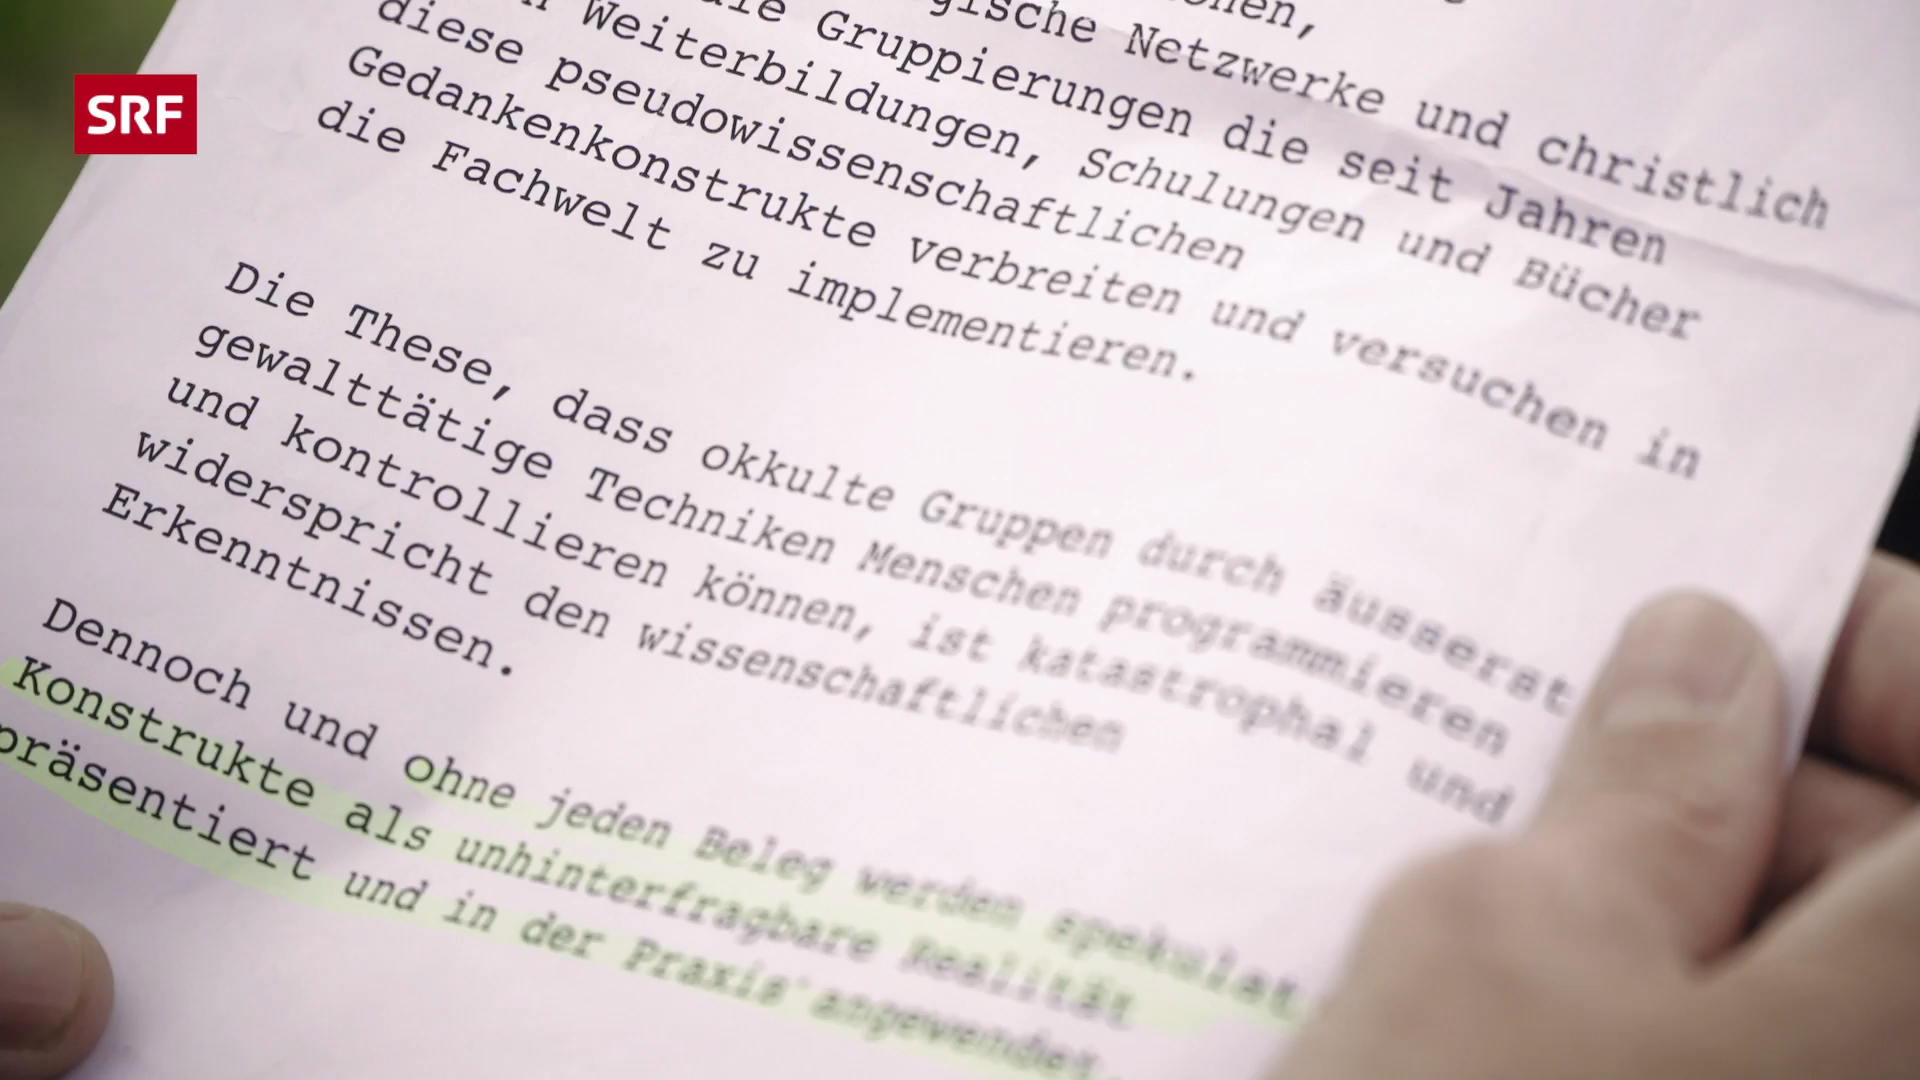 SRF
Netzwerke und christlich
Gruppierungen die seit Jahren
Weiterbildungen, Schulungen und Bücher
diese pseudowissenschaftlichen
Gedankenkonstrukte verbreiten und versuchen in
die Fachwelt zu implementieren.
Die These, dass okkulte Gruppen durch äusserst
gewalttätige Techniken Menschen programmieren
und kontrollieren können, ist katastrophal und
widerspricht den wissenschaftlichen
Erkenntnissen.
Dennoch und ohne jeden Beleg werden
Konstrukte als unhinterfragbare Realität
präsentiert und in der Praxis